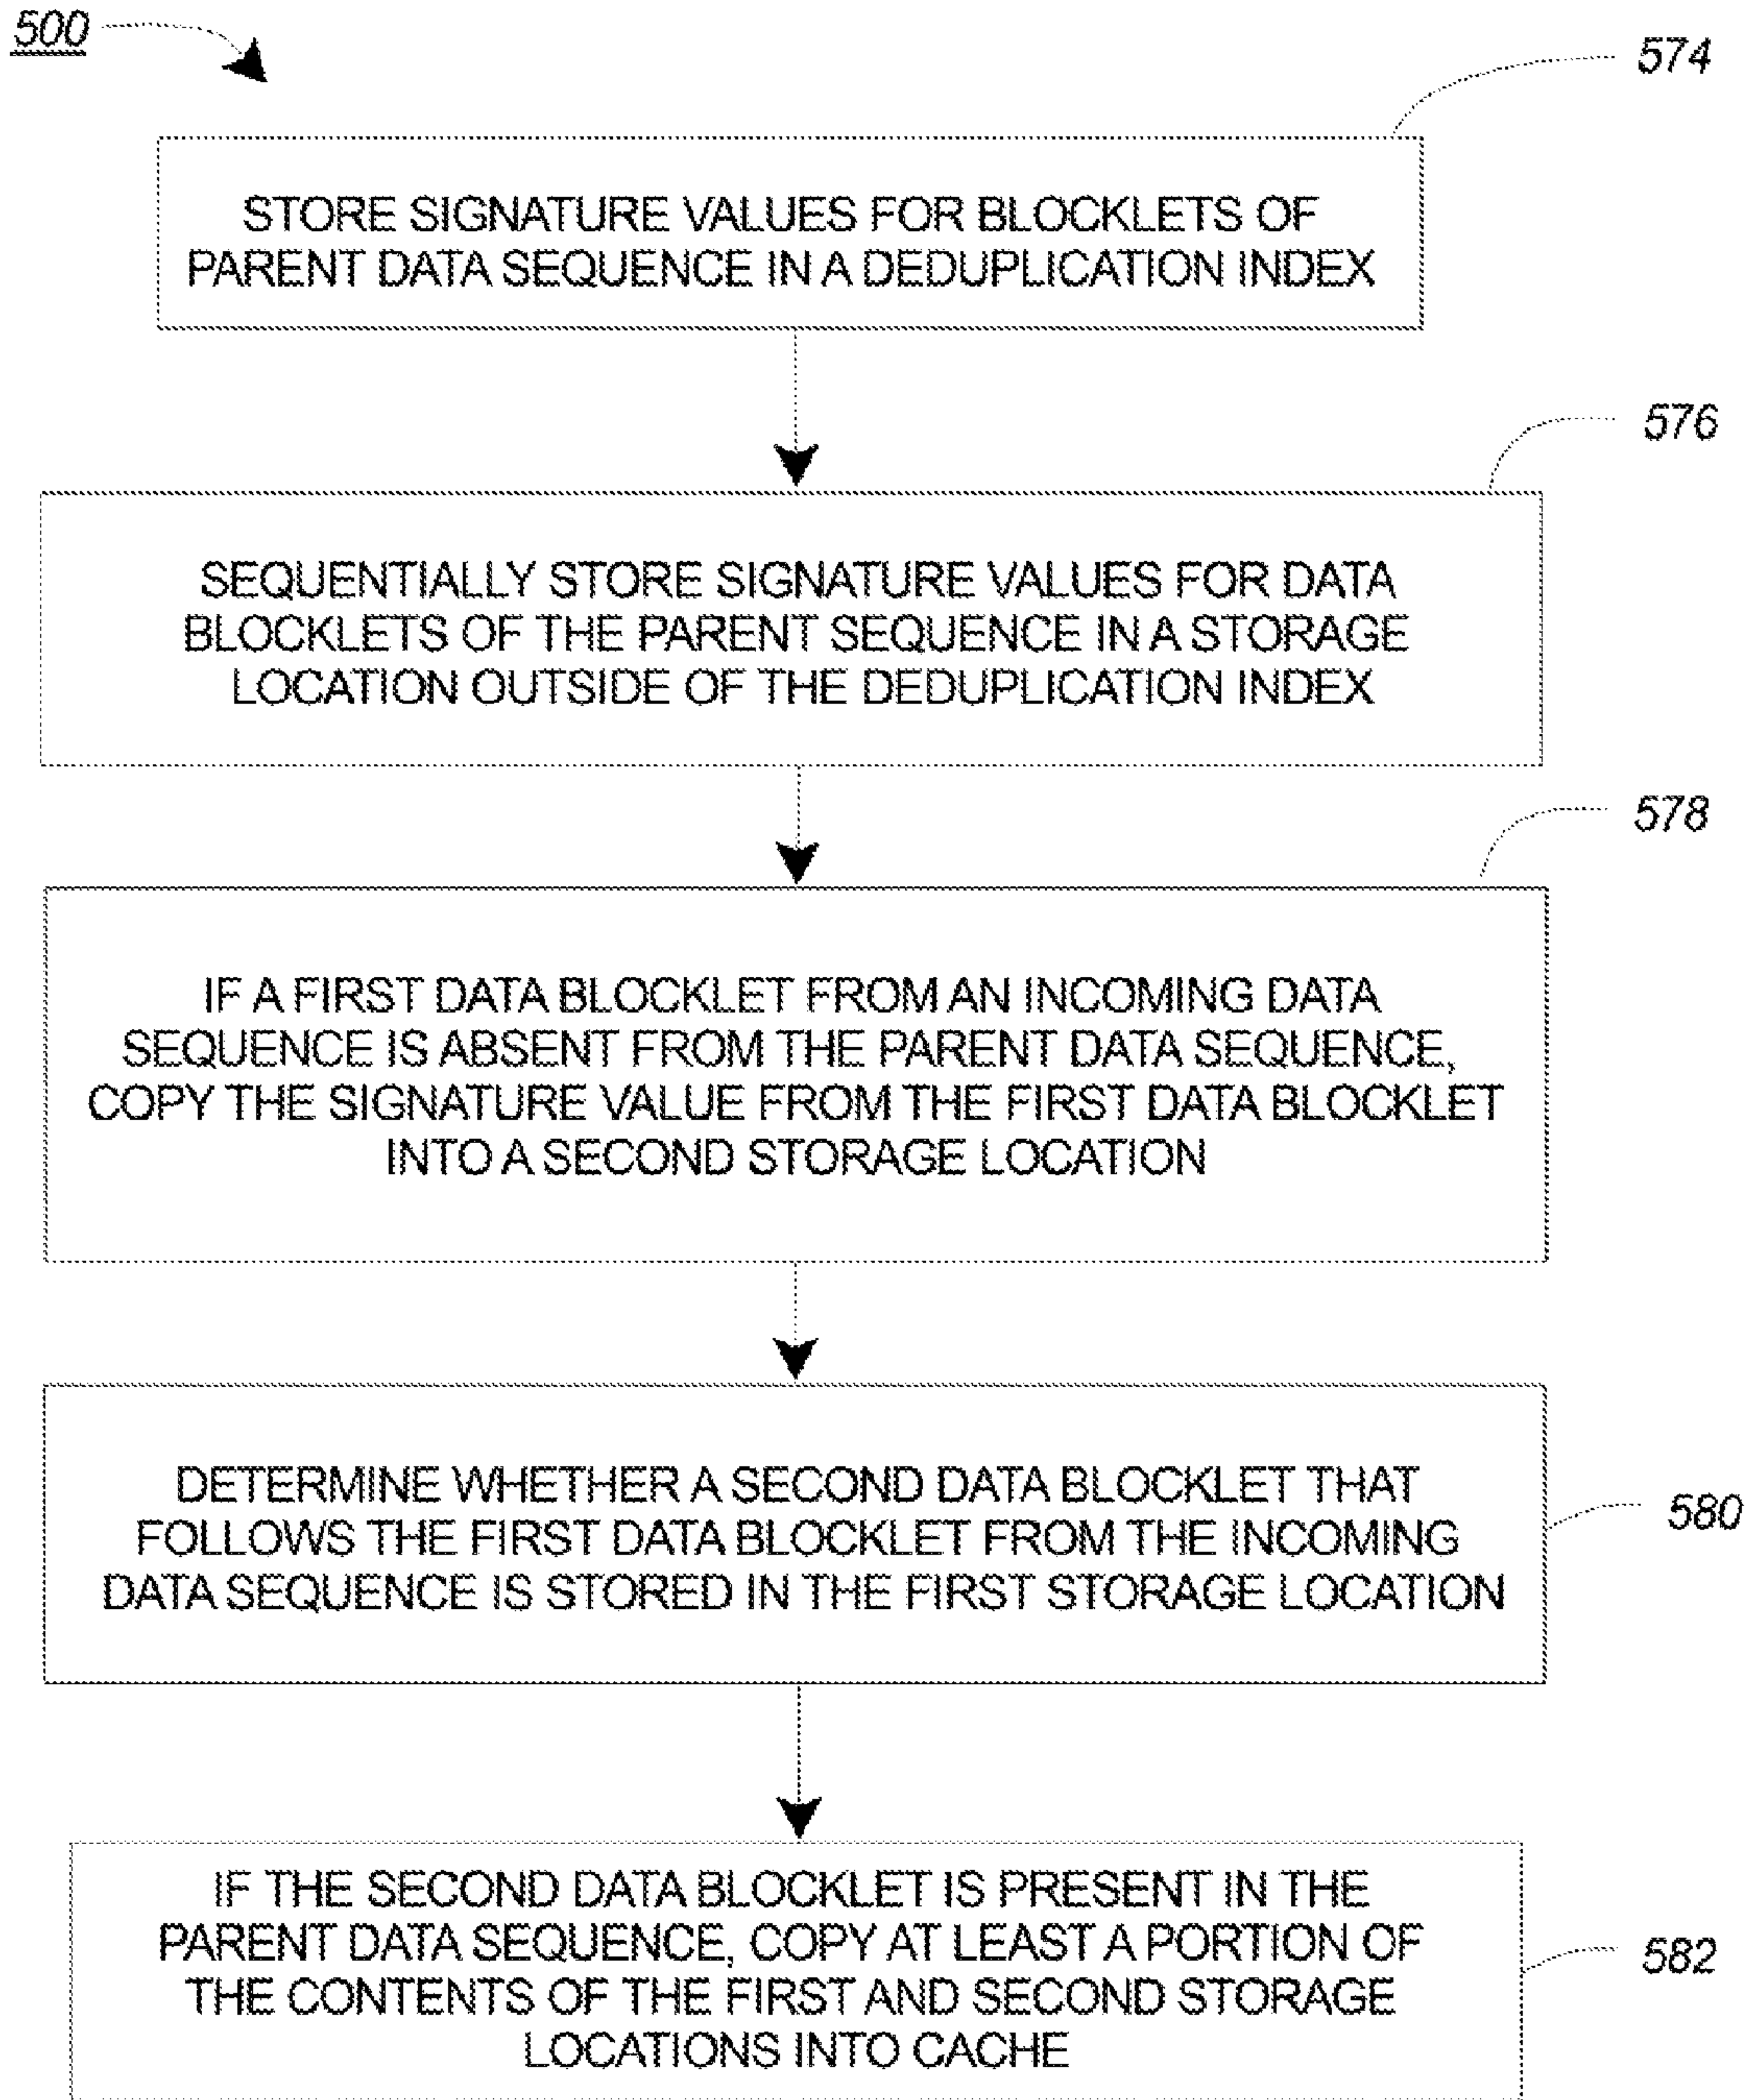 500
574
STORE SIGNATURE VALUES FOR BLOCKLETS OF
PARENT DATA SEQUENCE IN A DEDUPLICATION INDEX
576
SEQUENTIALLY STORE SIGNATURE VALUES FOR DATA
BLOCKLETS OF THE PARENT SEQUENCE IN A STORAGE
LOCATION OUTSIDE OF THE DEDUPLICATION INDEX
578
IF A FIRST DATA BLOCKLET FROM AN INCOMING DATA
SEQUENCE IS ABSENT FROM THE PARENT DATA SEQUENCE,
COPY THE SIGNATURE VALUE FROM THE FIRST DATA BLOCKLET
INTO A SECOND STORAGE LOCATION
DETERMINE WHETHER A SECOND DATA BLOCKLET THAT
FOLLOWS THE FIRST DATA BLOCKLET FROM THE INCOMING
DATA SEQUENCE IS STORED IN THE FIRST STORAGE LOCATION
580
IF THE SECOND DATA BLOCKLET IS PRESENT IN THE
PARENT DATA SEQUENCE, COPY AT LEAST A PORTION OF
THE CONTENTS OF THE FIRST AND SECOND STORAGE
LOCATIONS INTO CACHE
582